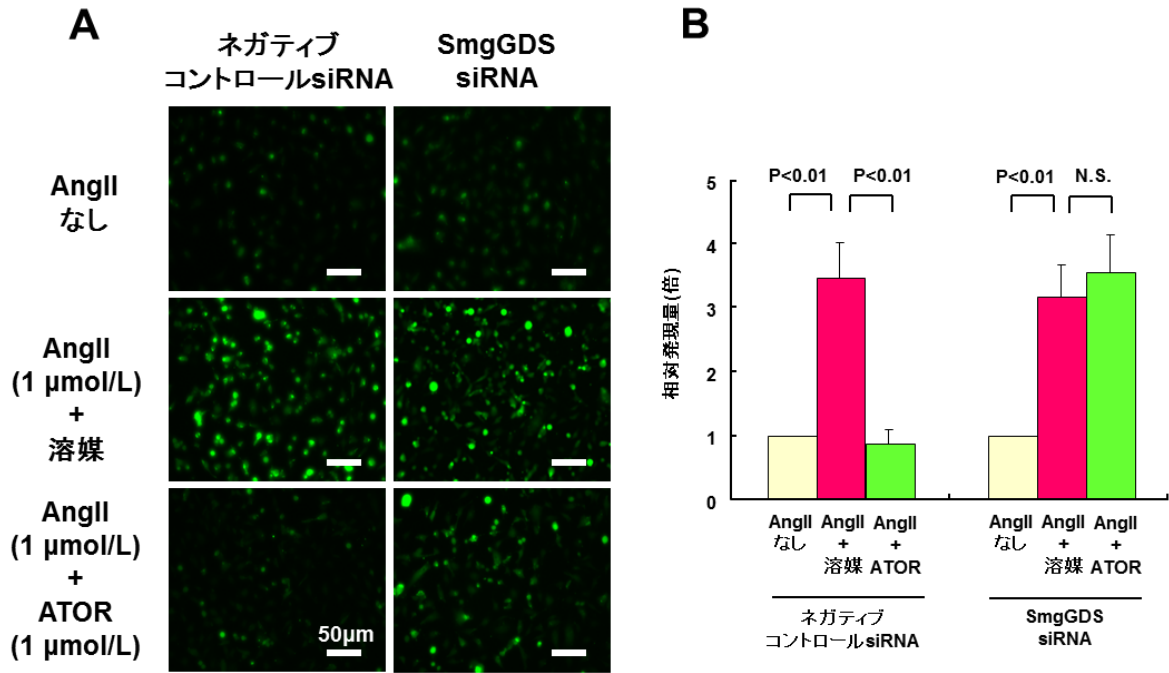 A
ネガティブ
コントロールsiRNA
SmgGDS
siRNA
AngII
なし
AngII
(1 μmol/L)
+
溶媒
AngII
(1 μmol/L)
+
ATOR
(1 μmol/L)
50μm
B
相対発現量(倍)
5
4
3
2
1
0
P<0.01
P<0.01
P<0.01
N.S.
AngII
なし
AngII
+
溶媒
AngII
+
ATOR
AngII
なし
AngII
+
溶媒
AngII
+
ATOR
ネガティブ
コントロールsiRNA
SmgGDS
siRNA